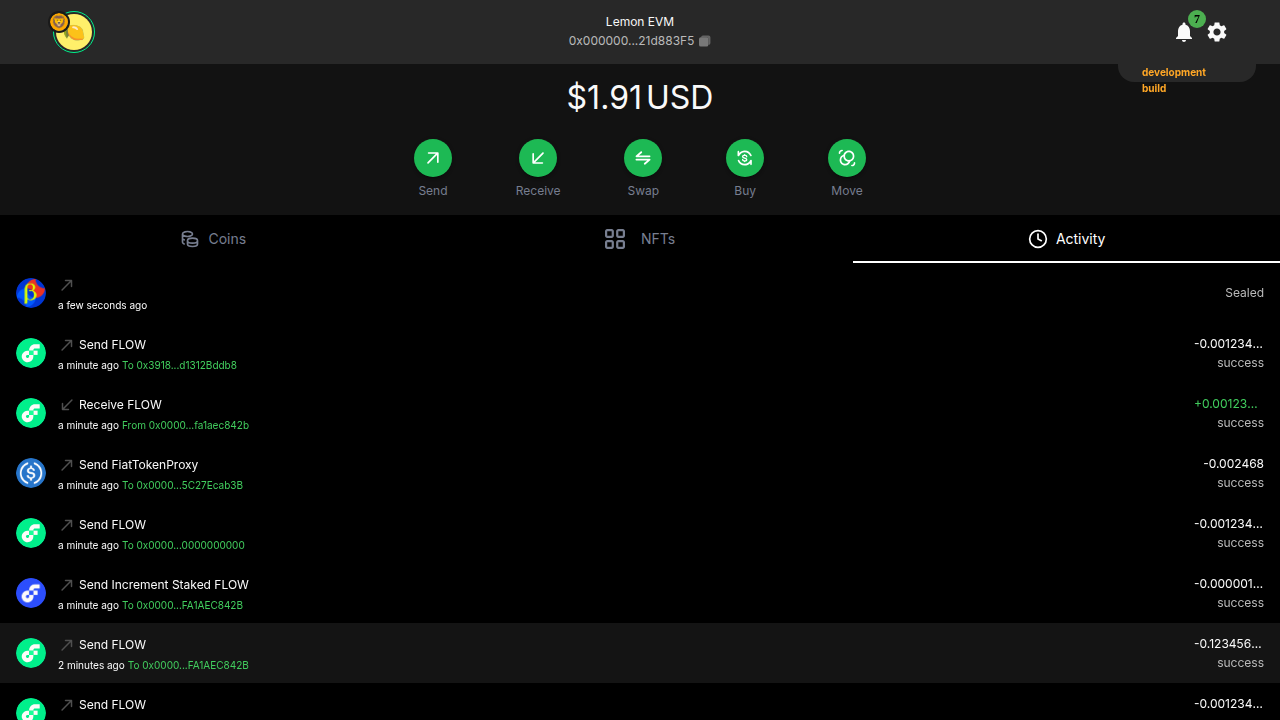 Lemon EVM
0x000000...21d883F5
7
development
build
$1.91 USD
Send
Receive
Swap
Buy
Move
Coins
NFTs
Activity
a few seconds ago
Sealed
Send FLOW
-0.001234...
a minute ago To 0x3918...d1312Bddb8
success
Receive FLOW
+0.00123...
a minute ago From 0x0000...fa1aec842b
success
Send FiatTokenProxy
-0.002468
a minute ago To 0x0000...5C27Ecab3B
success
Send FLOW
-0.001234...
a minute ago To 0x0000...0000000000
success
Send Increment Staked FLOW
-0.000001...
a minute ago To 0x0000...FA1AEC842B
success
Send FLOW
-0.123456...
2 minutes ago To 0x0000...FA1AEC842B
success
Send FLOW
-0.001234...